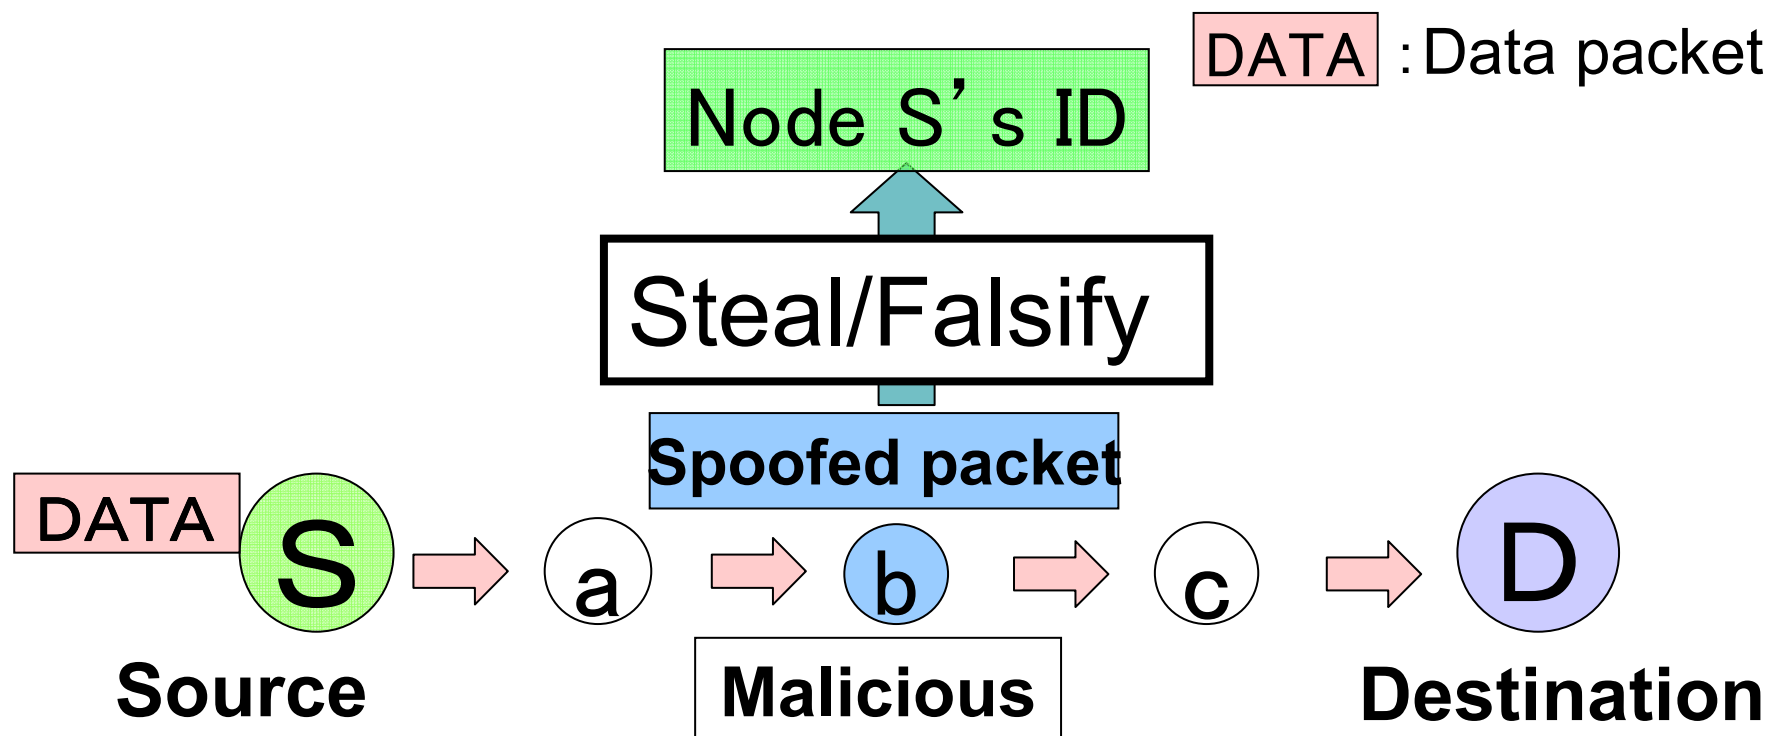 DATA : Data packet
Node S's ID
Steal/Falsify
Spoofed packet
DATA
S
a
b
c
D
Source
Malicious
Destination